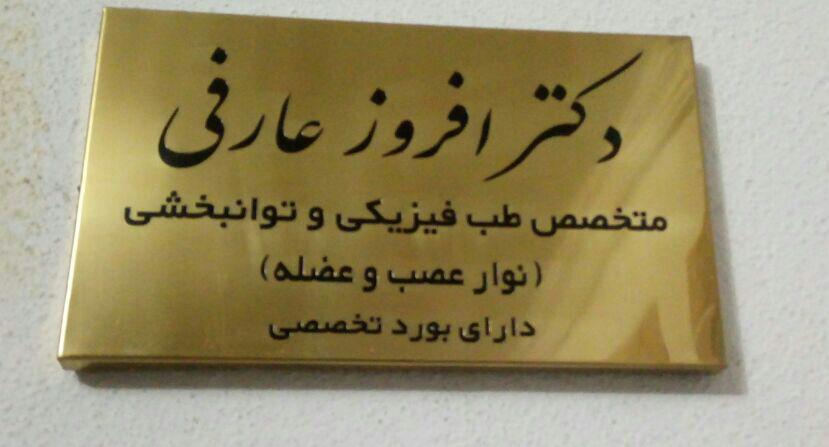 دکتر افروز عارفی
متخصص طب فیزیکی و توانبخشی
(نوار عصب و عضله)
دارای بورد تخصصی